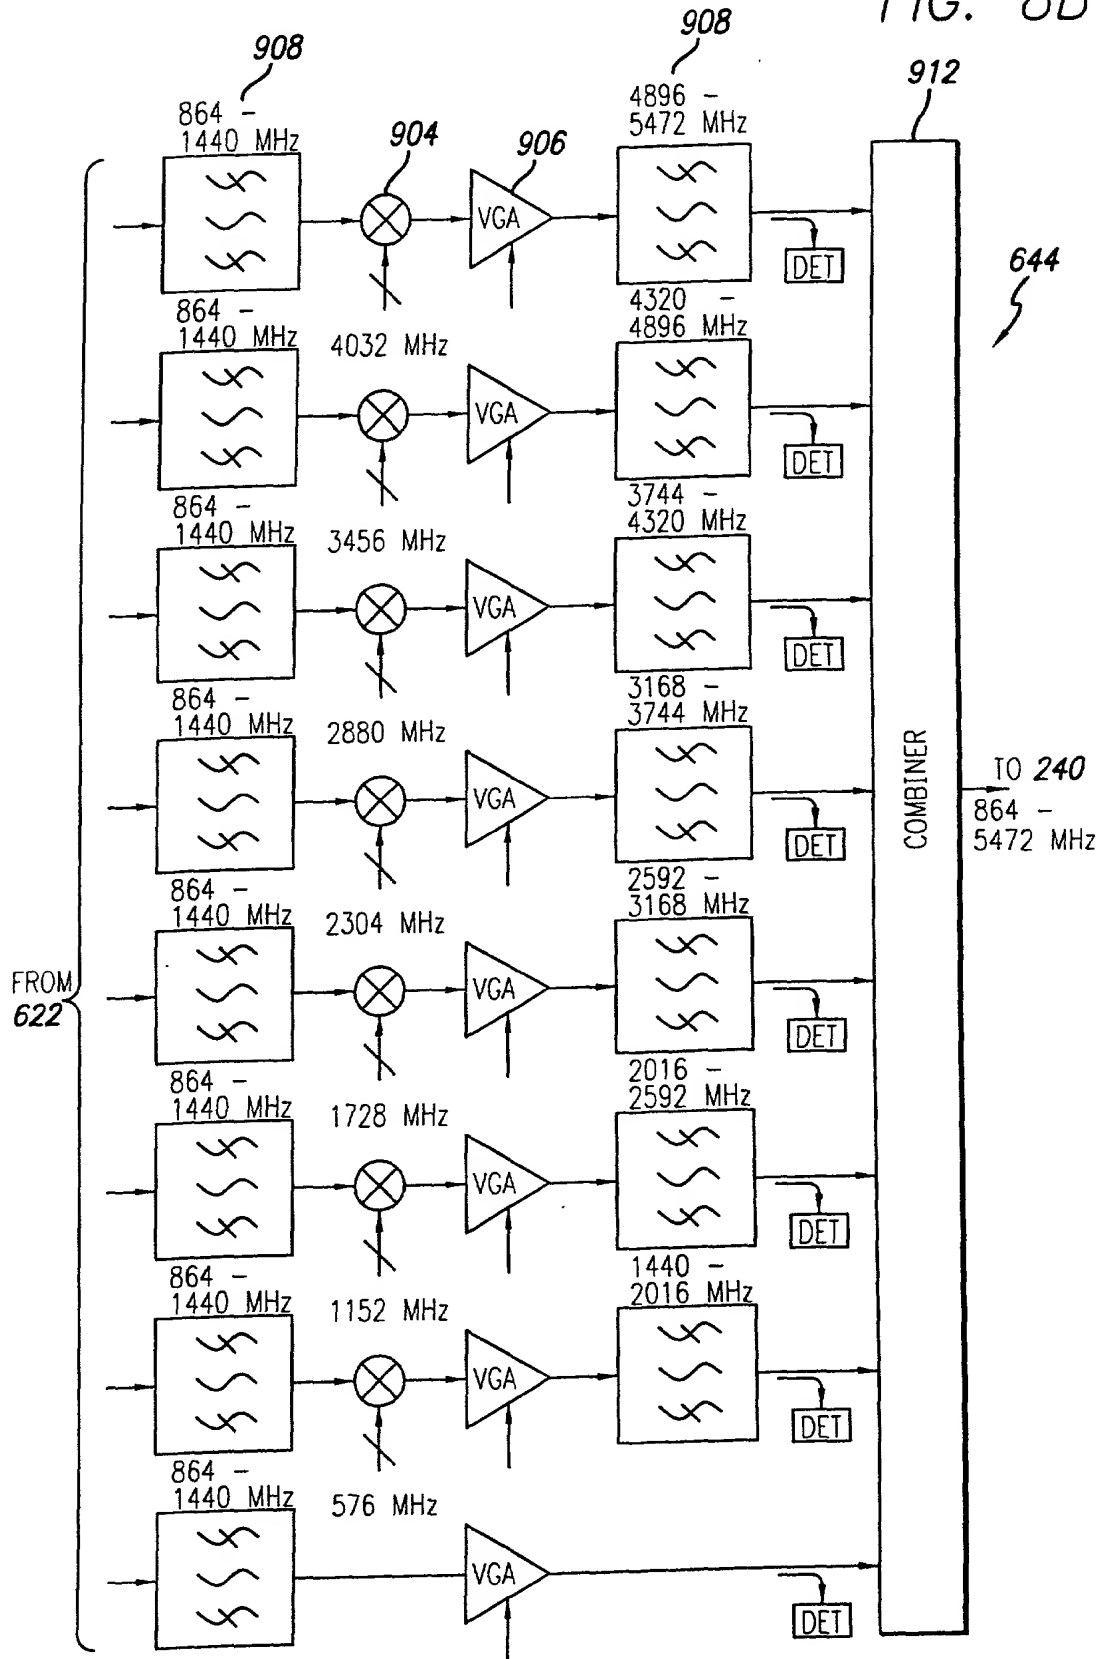 FIG. 8B
908
908
912
864 -
1440 MHz
904
906
4896 -
5472 MHz
VGA
DET
644
864 -
1440 MHz
4032 MHz
4320 -
4896 MHz
VGA
DET
864 -
1440 MHz
3456 MHz
3744 -
4320 MHz
VGA
DET
864 -
1440 MHz
2880 MHz
3168 -
3744 MHz
VGA
DET
COMBINER
TO 240
864 -
5472 MHz
864 -
1440 MHz
2304 MHz
2592 -
3168 MHz
FROM
622
VGA
DET
864 -
1440 MHz
1728 MHz
2016 -
2592 MHz
VGA
DET
864 -
1440 MHz
1152 MHz
1440 -
2016 MHz
VGA
DET
864 -
1440 MHz
576 MHz
VGA
DET